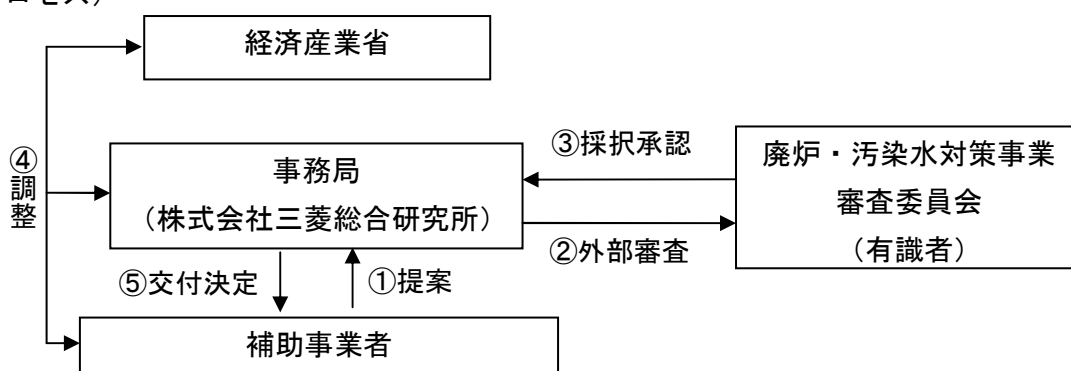 ロセス）
経済産業省
④調整
事務局
（株式会社三菱総合研究所）
③採択承認
②外部審査
廃炉・汚染水対策事業
審査委員会
（有識者）
⑤交付決定
①提案
補助事業者